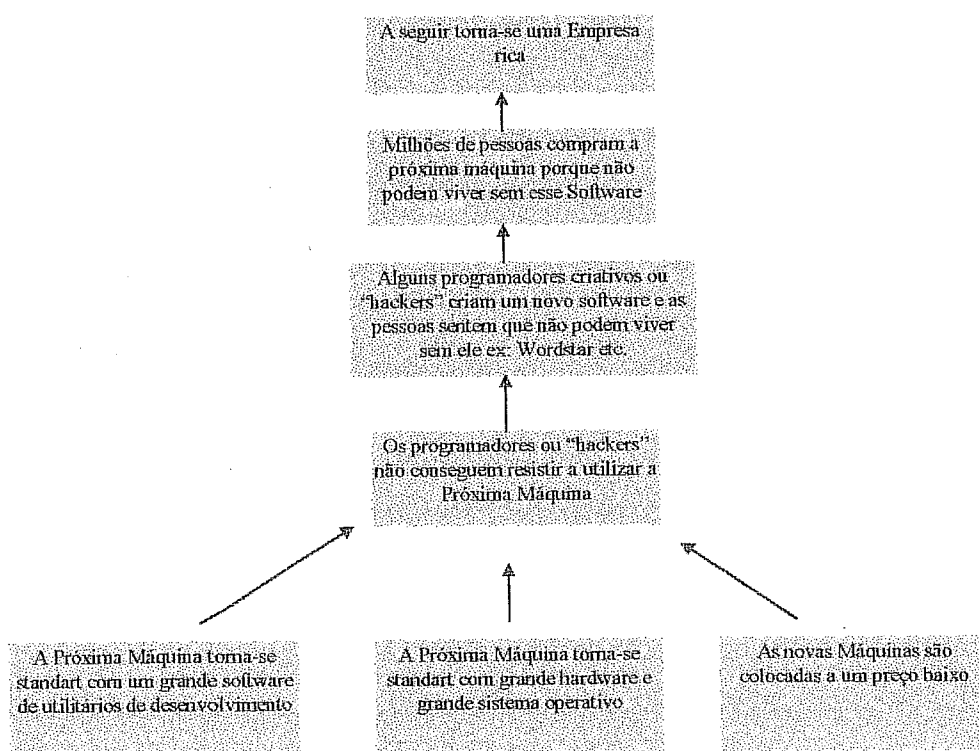 A seguir torna-se uma Empresa
rica
Milhões de pessoas compram a
próxima máquina porque não
podem viver sem esse Software
Alguns programadores criativos ou
“hackers” criam um novo software e as
pessoas sentem que não podem viver
sem ele ex: Wordstar etc.
Os programadores ou “hackers”
não conseguem resistir a utilizar a
Próxima Máquina
A Próxima Máquina torna-se
standart com um grande software
de utilitários de desenvolvimento
A Próxima Máquina torna-se
standart com grande hardware e
grande sistema operativo
As novas Máquinas são
colocadas a um preço baixo